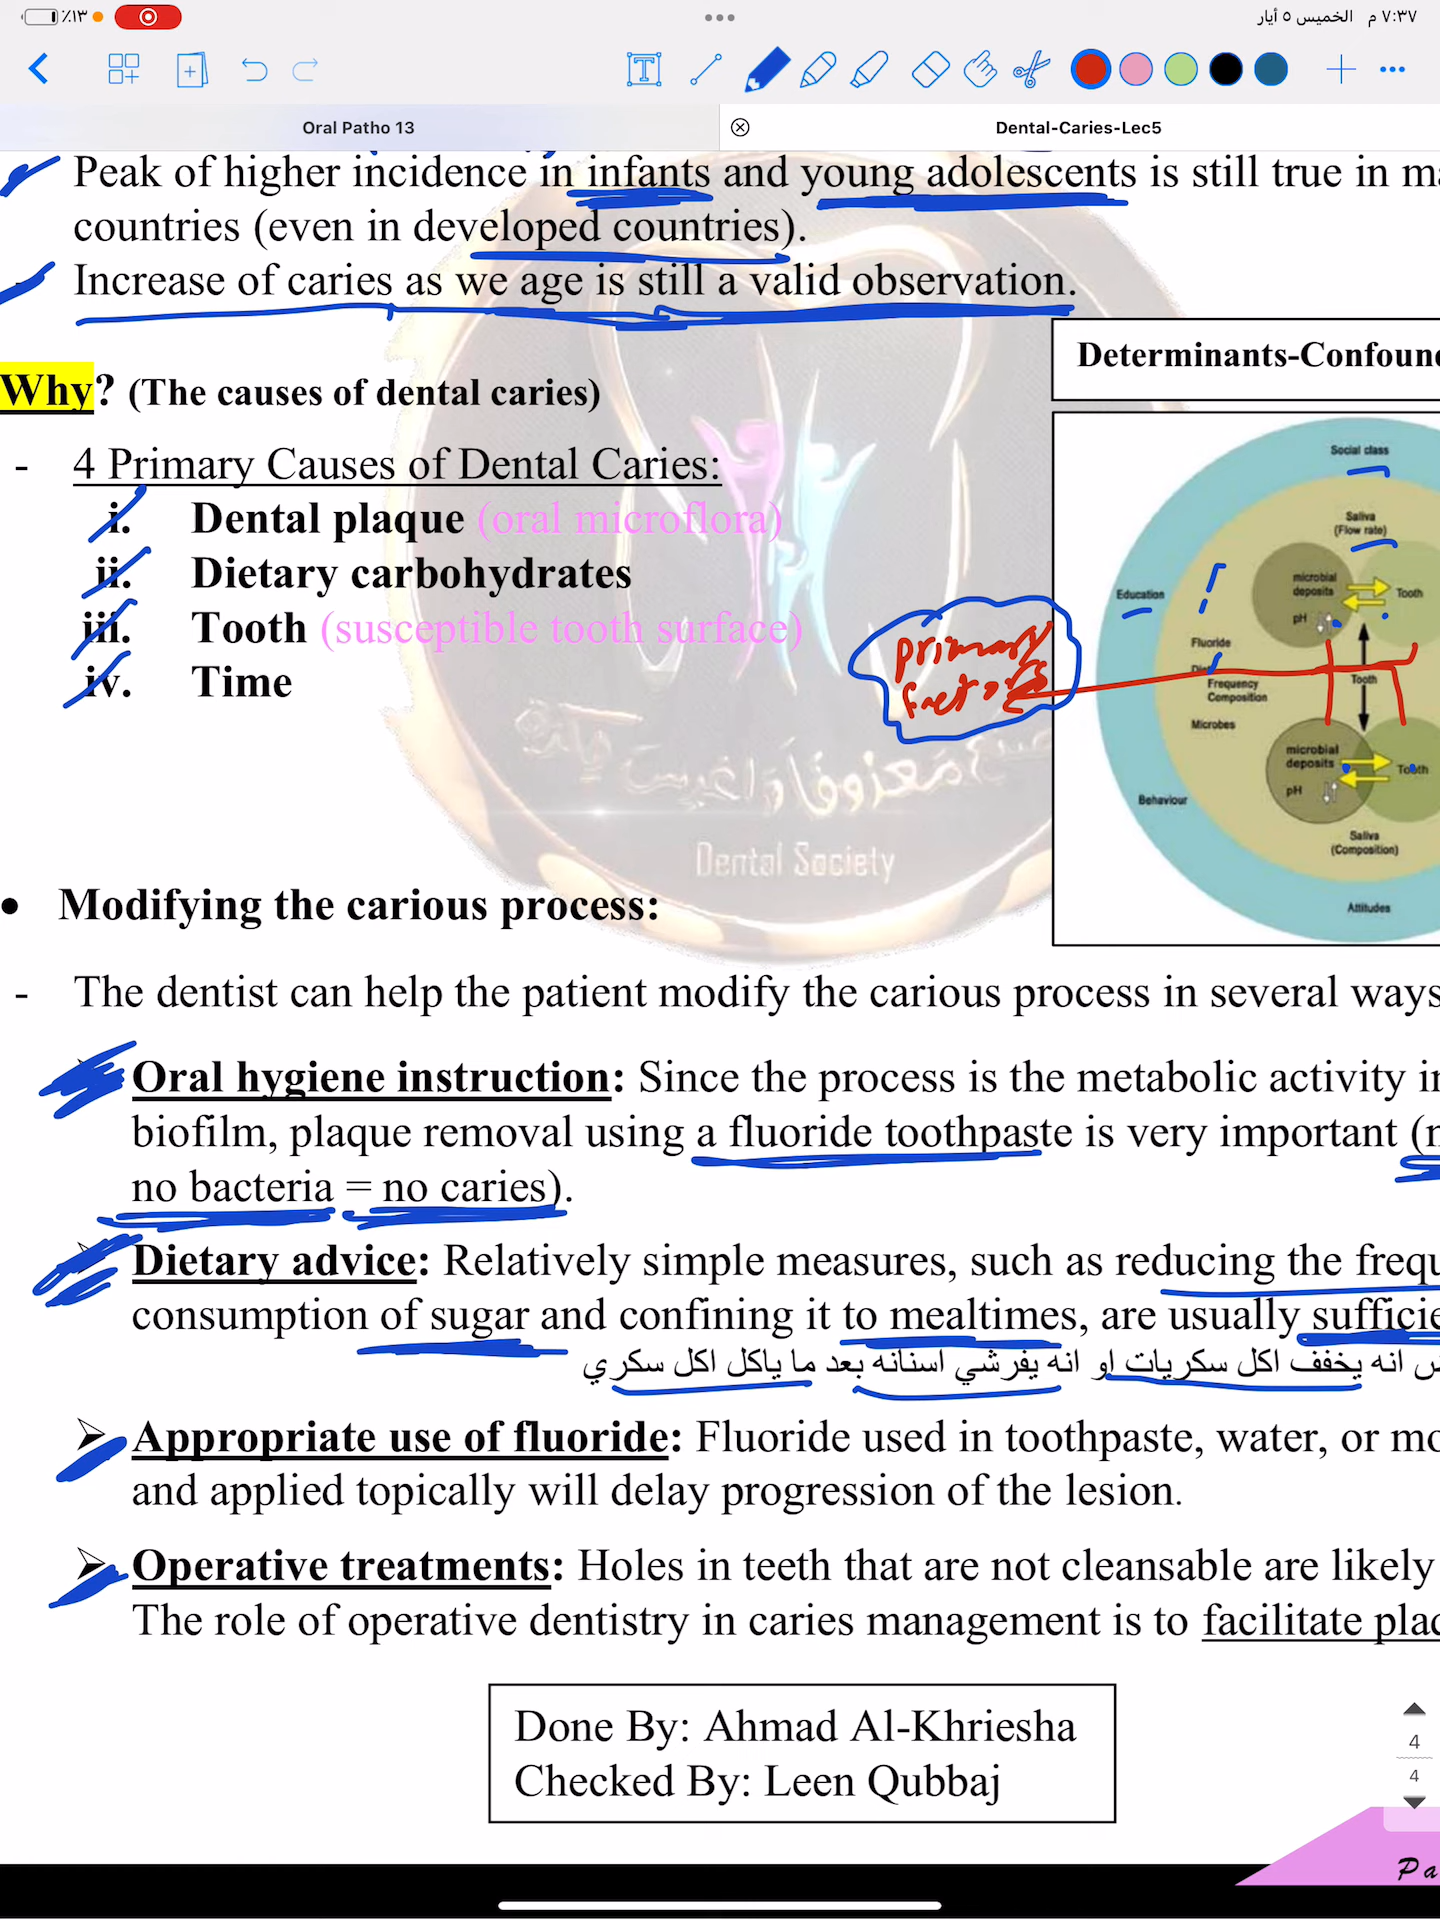 ٪١٣
٧:٣٧ م الخميس ٥ أيار
Oral Patho 13
Dental-Caries-Lec5
Peak of higher incidence in infants and young adolescents is still true in
countries (even in developed countries).
Increase of caries as we age is still a valid observation.
Why? (The causes of dental caries)
- 4 Primary Causes of Dental Caries:
i. Dental plaque (oral microflora)
ii. Dietary carbohydrates
iii. Tooth (susceptible tooth surface)
iv. Time
primary
factors
Social class
Saliva
(Flow rate)
microbial
deposits
Tooth
pH
Education
Fluoride
Diet
Frequency
Composition
Tooth
Microbes
microbial
deposits
Tooth
pH
Behaviour
Saliva
(Composition)
Attitudes
Dental Society
• Modifying the carious process:
- The dentist can help the patient modify the carious process in several ways
Oral hygiene instruction: Since the process is the metabolic activity
biofilm, plaque removal using a fluoride toothpaste is very important
no bacteria = no caries).
Dietary advice: Relatively simple measures, such as reducing the
consumption of sugar and confining it to mealtimes, are usually
انه يخفف اكل سكريات او انه يفرشي اسنانه بعد ما ياكل اكل سكري
➢ Appropriate use of fluoride: Fluoride used in toothpaste, water, or
and applied topically will delay progression of the lesion.
➢ Operative treatments: Holes in teeth that are not cleansable are likely
The role of operative dentistry in caries management is to facilitate
Done By: Ahmad Al-Khriesha
Checked By: Leen Qubbaj
4
4